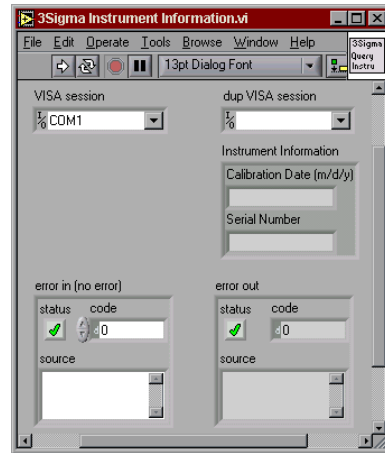 3Sigma Instrument Information.vi
File Edit Operate Tools Browse Window Help
3Sigma
Query
Instru
13pt Dialog Font
VISA session
dup VISA session
I/O COM1
I/O
Instrument Information
Calibration Date (m/d/y)
Serial Number
error in (no error)
error out
status code
status code
d 0
d 0
source
source